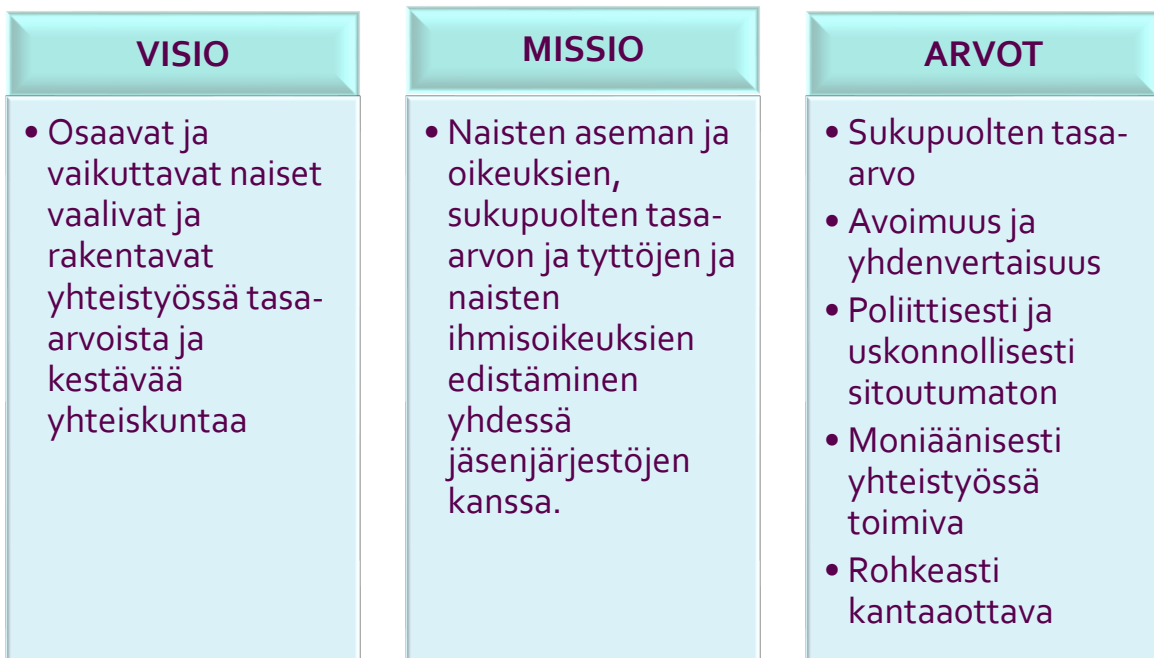 VISIO
• Osaavat ja
vaikuttavat naiset
vaalivat ja
rakentavat
yhteistyössä tasa-
arvoista ja
kestävää
yhteiskuntaa
MISSIO
• Naisten aseman ja
oikeuksien,
sukupuolten tasa-
arvon ja tyttöjen ja
naisten
ihmisoikeuksien
edistäminen
yhdessä
jäsenjärjestöjen
kanssa.
ARVOT
• Sukupuolten tasa-
arvo
• Avoimuus ja
yhdenvertaisuus
• Poliittisesti ja
uskonnollisesti
sitoutumaton
• Moniäänisesti
yhteistyössä
toimiva
• Rohkeasti
kantaaottava